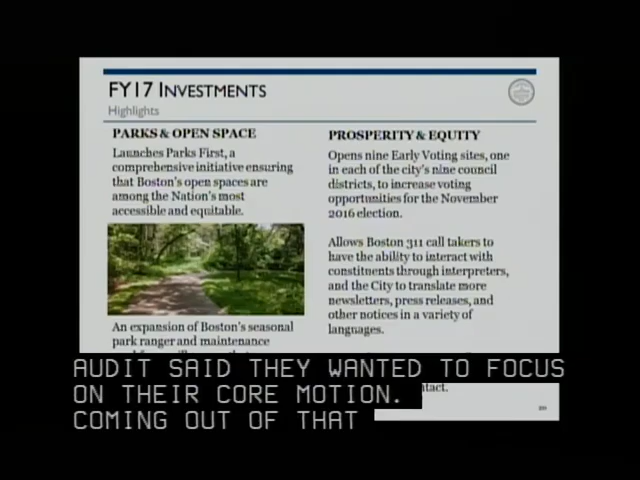 FY17 INVESTMENTS
Highlights
PARKS & OPEN SPACE
Launches Parks First, a
comprehensive initiative ensuring
that Boston's open spaces are
among the Nation's most
accessible and equitable.
An expansion of Boston's seasonal
park ranger and maintenance
PROSPERITY & EQUITY
Opens nine Early Voting sites, one
in each of the city's nine council
districts, to increase voting
opportunities for the November
2016 election.
Allows Boston 311 call takers to
have the ability to interact with
constituents through interpreters,
and the City to translate more
newsletters, press releases, and
other notices in a variety of
languages.
AUDIT SAID THEY WANTED TO FOCUS
ON THEIR CORE MOTION.
COMING OUT OF THAT